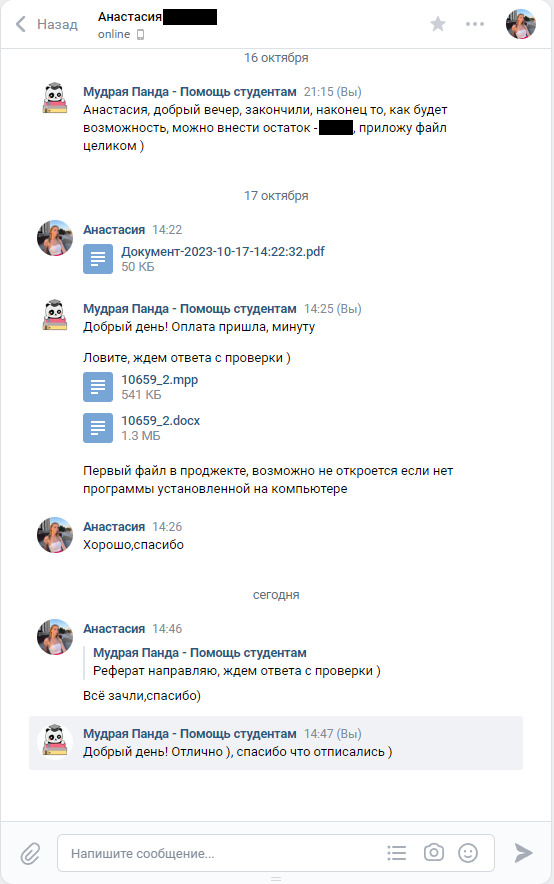 Назад
Анастасия
online
16 октября
Мудрая Панда - Помощь студентам 21:15 (Вы)
Анастасия, добрый вечер, закончили, наконец то, как будет
возможность, можно внести остаток - , приложу файл
целиком )
17 октября
Анастасия 14:22
Документ-2023-10-17-14:22:32.pdf
50 КБ
Мудрая Панда - Помощь студентам 14:25 (Вы)
Добрый день! Оплата пришла, минуту
Ловите, ждем ответа с проверки )
10659_2.mpp
541 КБ
10659_2.docx
1.3 МБ
Первый файл в проджекте, возможно не откроется если нет
программы установленной на компьютере
Анастасия 14:26
Хорошо,спасибо
сегодня
Анастасия 14:46
Мудрая Панда - Помощь студентам
Реферат направляю, ждем ответа с проверки )
Всё зачли,спасибо)
Мудрая Панда - Помощь студентам 14:47 (Вы)
Добрый день! Отлично ), спасибо что отписались )
Напишите сообщение...